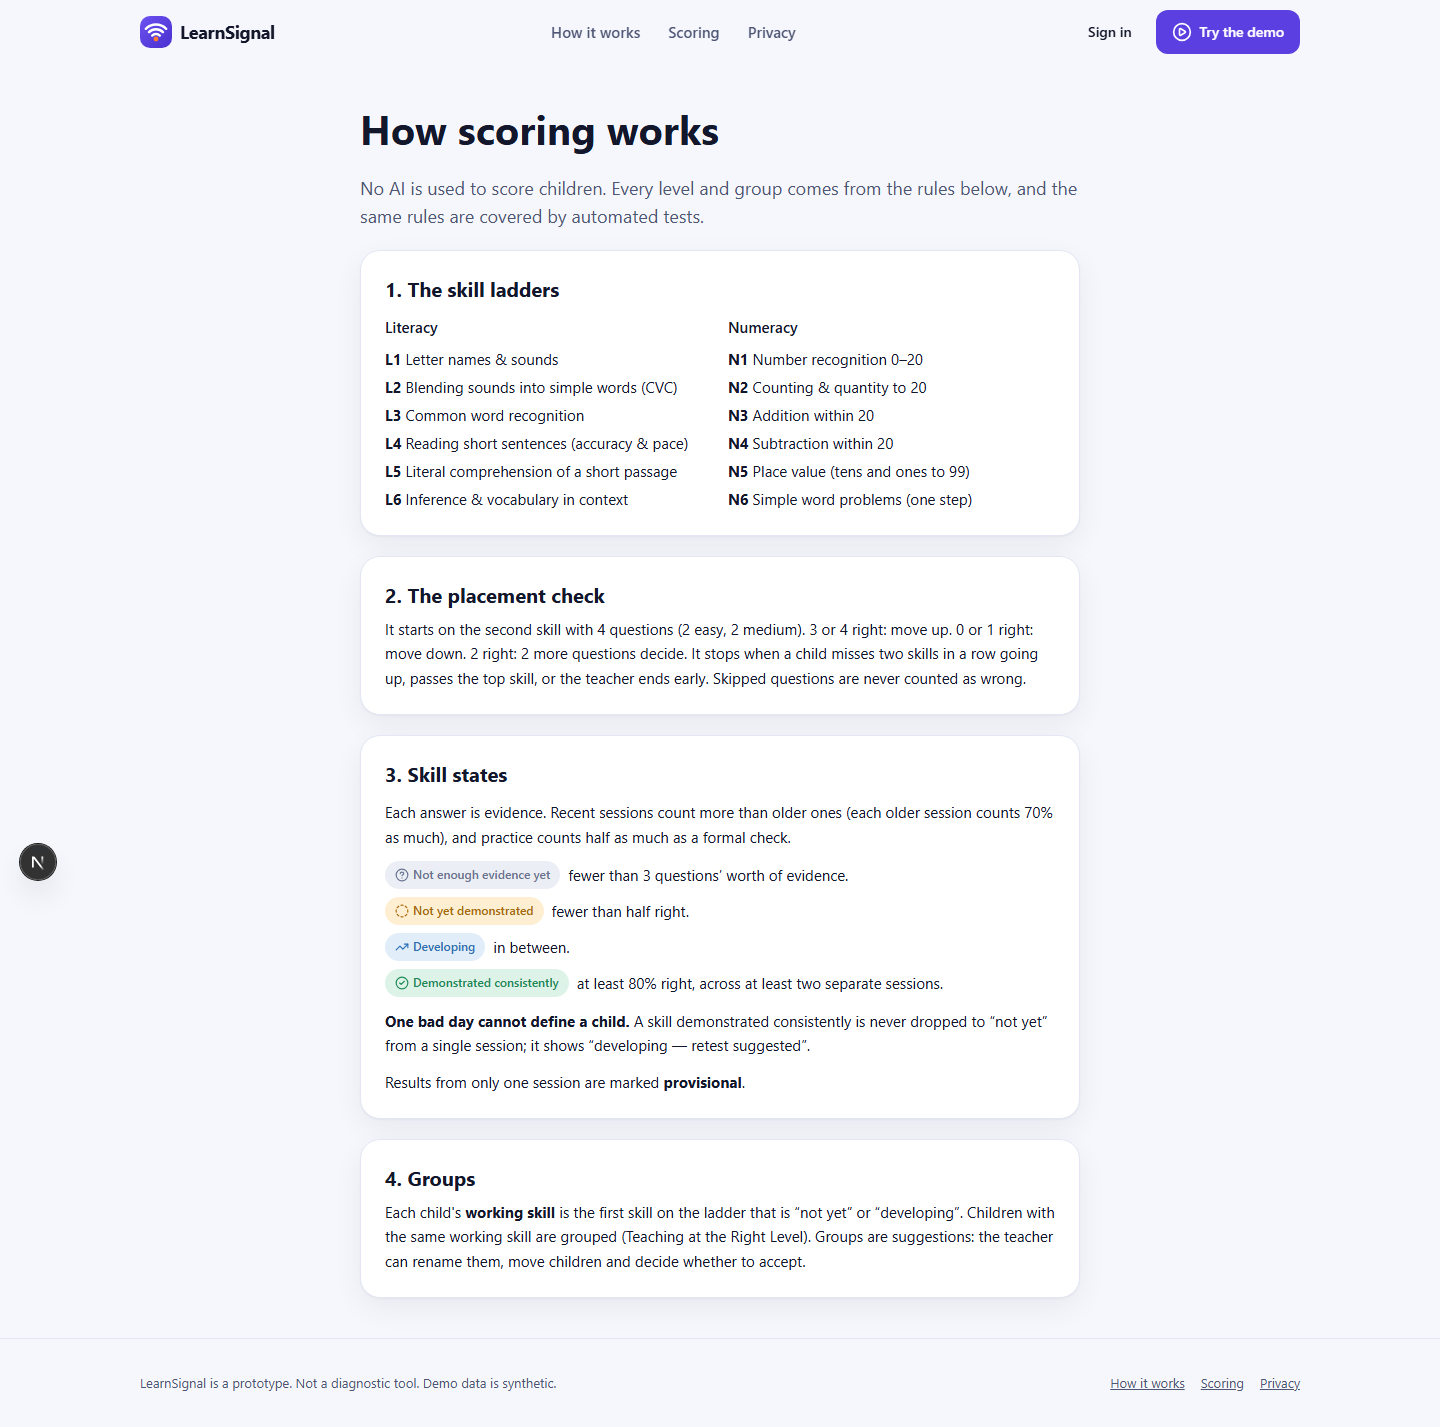 LearnSignal
How it works
Scoring
Privacy
Sign in
Try the demo
How scoring works
No AI is used to score children. Every level and group comes from the rules below, and the
same rules are covered by automated tests.
1. The skill ladders
Literacy
L1 Letter names & sounds
L2 Blending sounds into simple words (CVC)
L3 Common word recognition
L4 Reading short sentences (accuracy & pace)
L5 Literal comprehension of a short passage
L6 Inference & vocabulary in context
Numeracy
N1 Number recognition 0–20
N2 Counting & quantity to 20
N3 Addition within 20
N4 Subtraction within 20
N5 Place value (tens and ones to 99)
N6 Simple word problems (one step)
2. The placement check
It starts on the second skill with 4 questions (2 easy, 2 medium). 3 or 4 right: move up. 0 or 1 right:
move down. 2 right: 2 more questions decide. It stops when a child misses two skills in a row going
up, passes the top skill, or the teacher ends early. Skipped questions are never counted as wrong.
3. Skill states
Each answer is evidence. Recent sessions count more than older ones (each older session counts 70%
as much), and practice counts half as much as a formal check.
Not enough evidence yet fewer than 3 questions’ worth of evidence.
Not yet demonstrated fewer than half right.
Developing in between.
Demonstrated consistently at least 80% right, across at least two separate sessions.
One bad day cannot define a child. A skill demonstrated consistently is never dropped to “not yet”
from a single session; it shows “developing — retest suggested”.
Results from only one session are marked provisional.
4. Groups
Each child's working skill is the first skill on the ladder that is “not yet” or “developing”. Children with
the same working skill are grouped (Teaching at the Right Level). Groups are suggestions: the teacher
can rename them, move children and decide whether to accept.
N
LearnSignal is a prototype. Not a diagnostic tool. Demo data is synthetic.
How it works
Scoring
Privacy